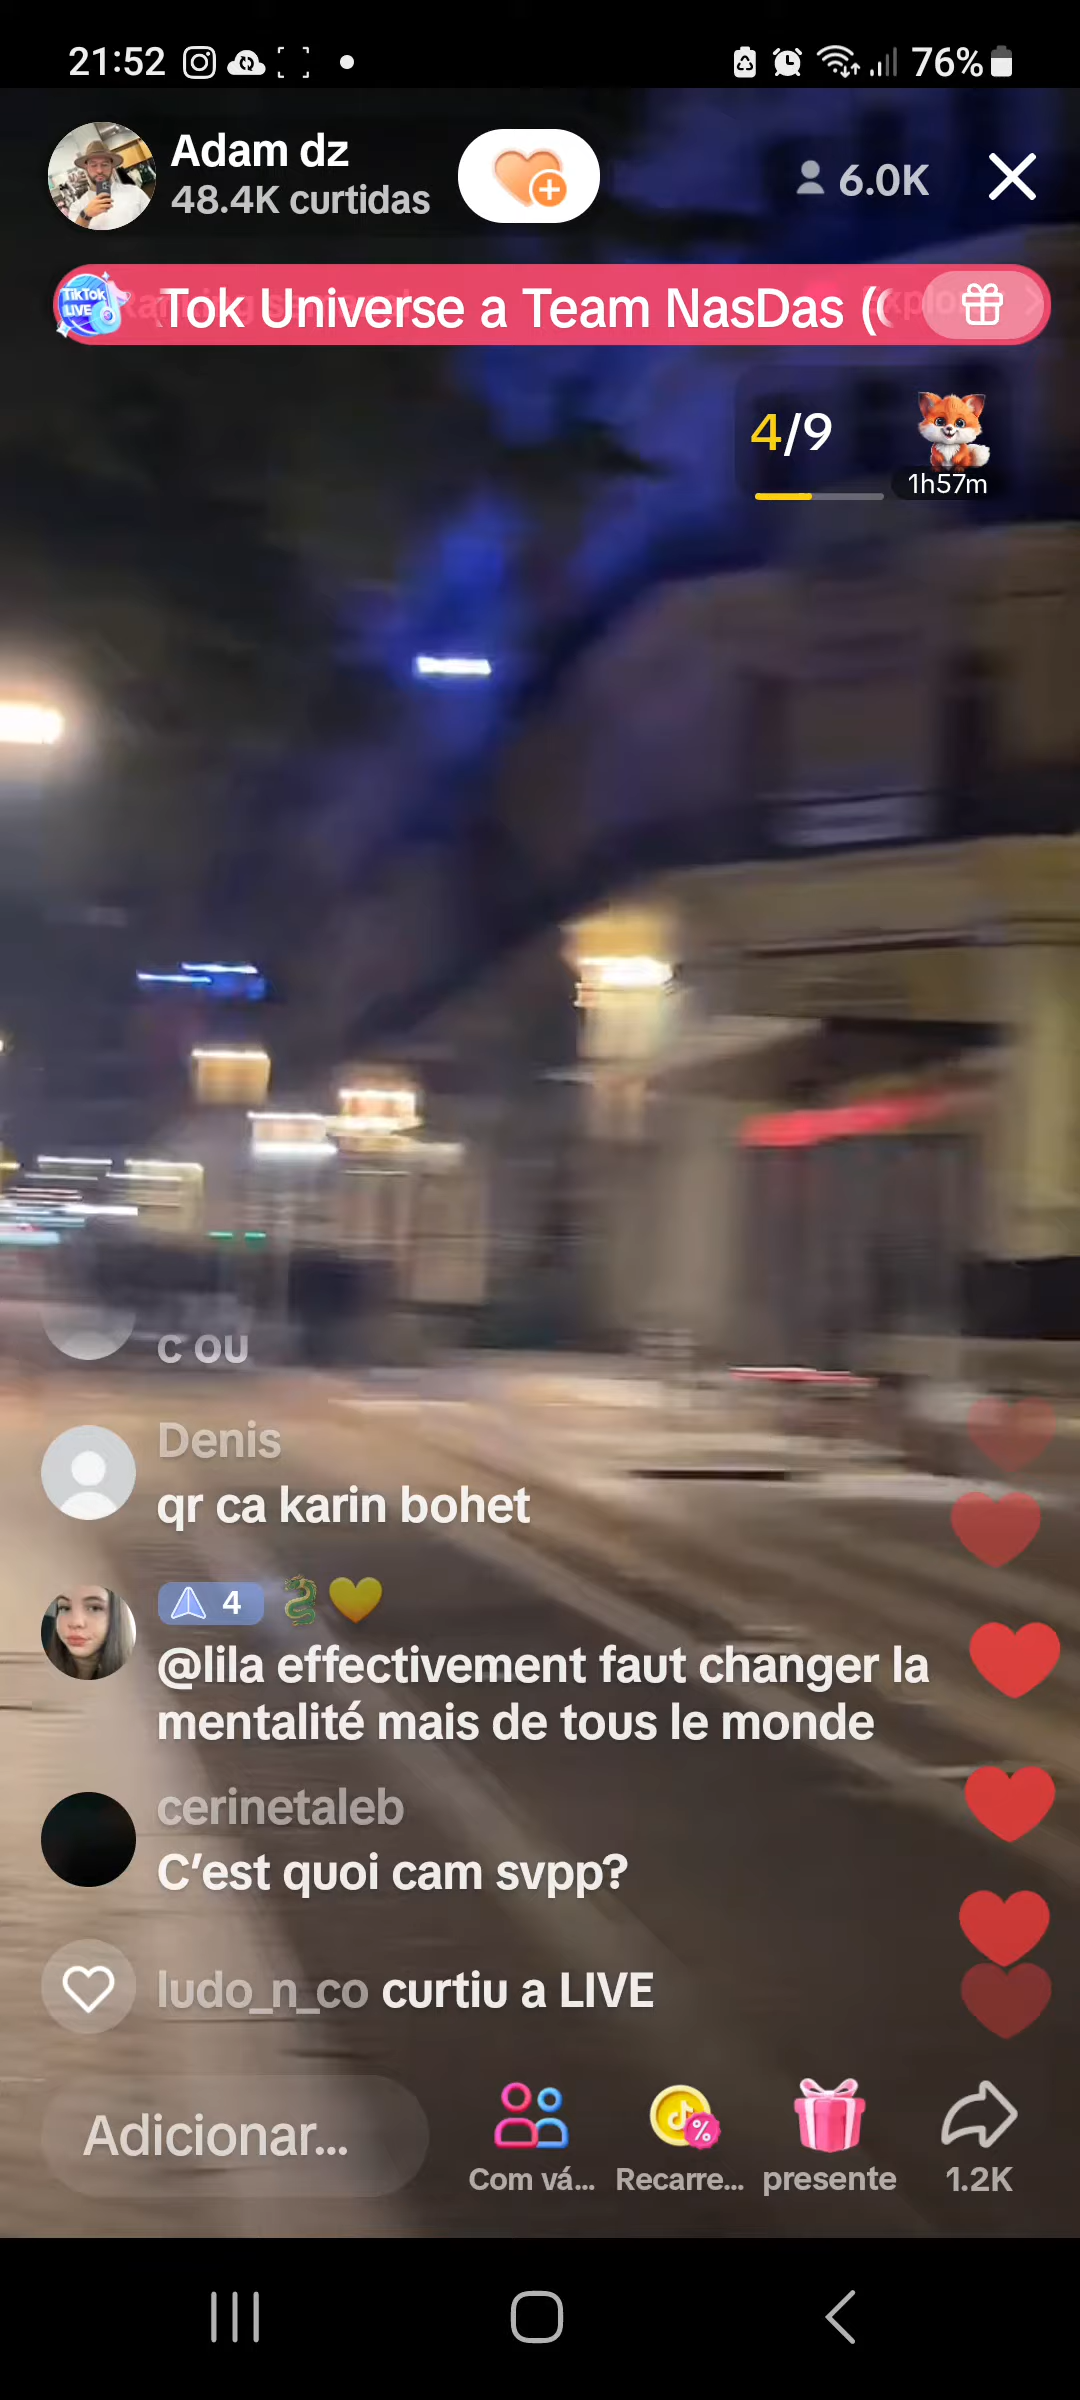 21:52
76%
Adam dz
48.4K curtidas
6.0K
TikTok
LIVE
Tok Universe a Team NasDas (
4/9
1h57m
c ou
Denis
qr ca karin bohet
4
@lila effectivement faut changer la
mentalité mais de tous le monde
cerinetaleb
C'est quoi cam svpp?
ludo_n_co curtiu a LIVE
Adicionar...
Com vá...
Recarre...
presente
1.2K